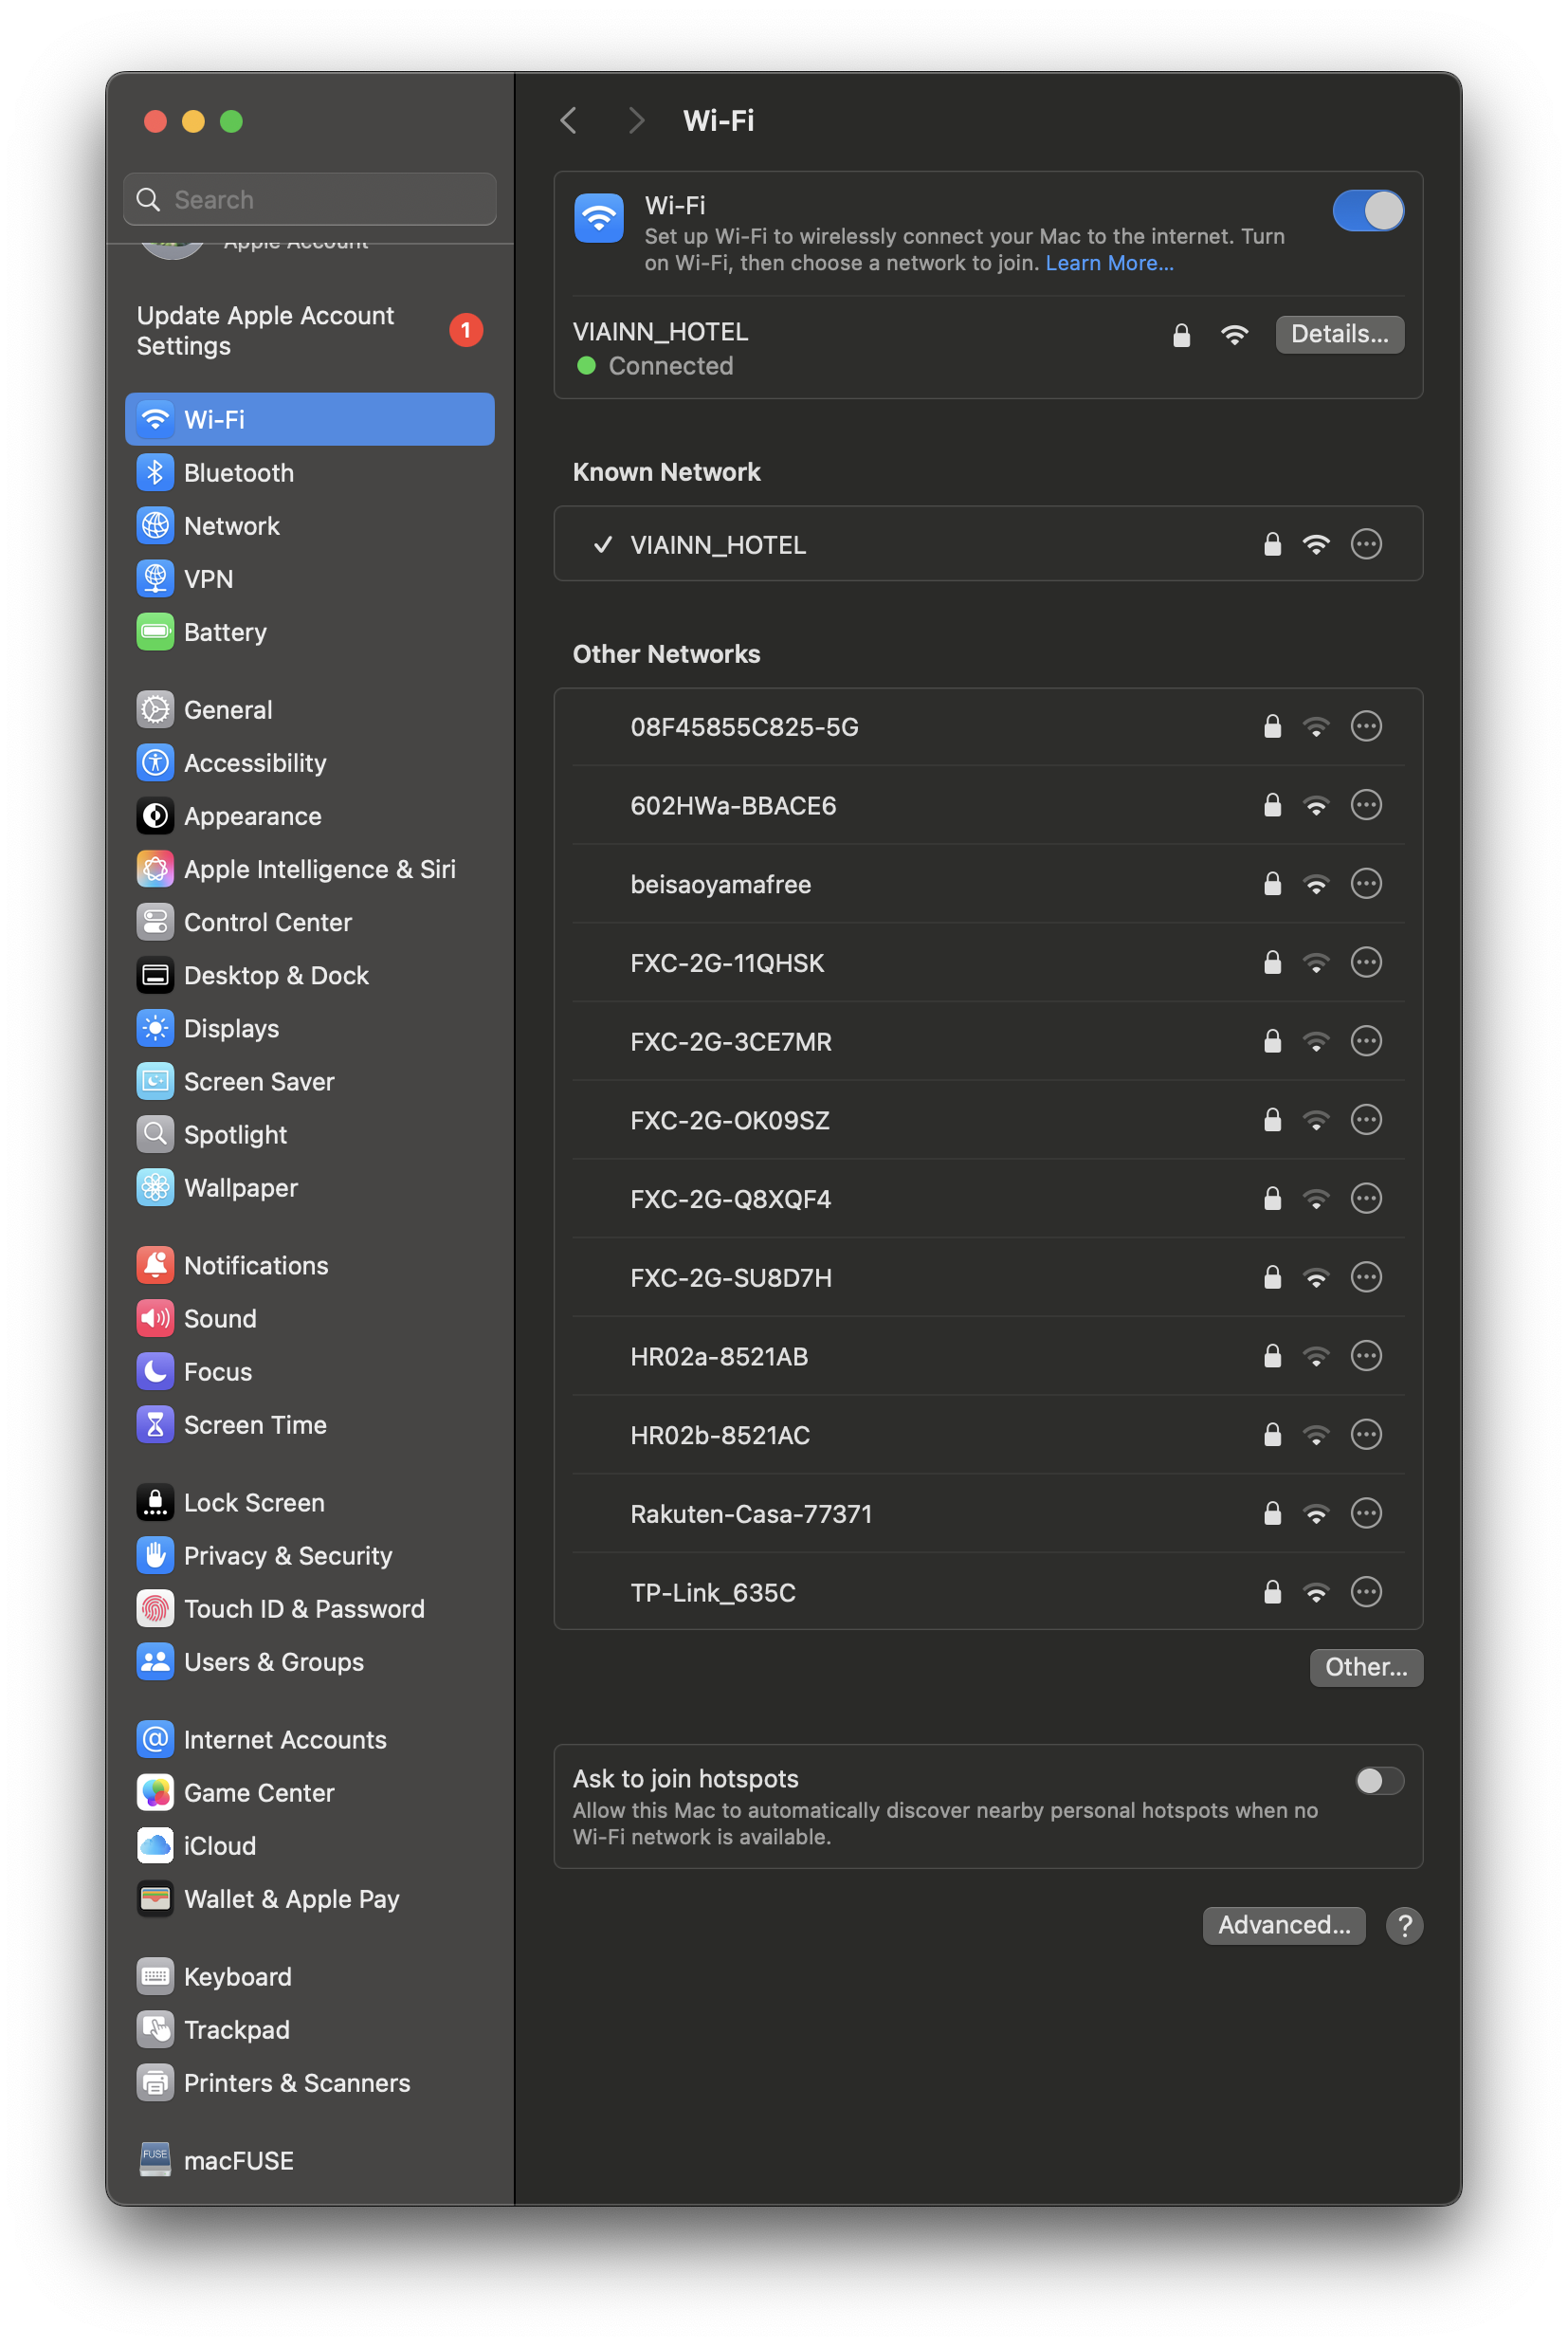 Search
Apple Account
Update Apple Account
Settings
1
Wi-Fi
Bluetooth
Network
VPN
Battery
General
Accessibility
Appearance
Apple Intelligence & Siri
Control Center
Desktop & Dock
Displays
Screen Saver
Spotlight
Wallpaper
Notifications
Sound
Focus
Screen Time
Lock Screen
Privacy & Security
Touch ID & Password
Users & Groups
Internet Accounts
Game Center
iCloud
Wallet & Apple Pay
Keyboard
Trackpad
Printers & Scanners
FUSE
macFUSE
Wi-Fi
Wi-Fi
Set up Wi-Fi to wirelessly connect your Mac to the internet. Turn
on Wi-Fi, then choose a network to join. Learn More...
VIAINN_HOTEL
Details...
Connected
Known Network
VIAINN_HOTEL
Other Networks
08F45855C825-5G
602HWa-BBACE6
beisaoyamafree
FXC-2G-11QHSK
FXC-2G-3CE7MR
FXC-2G-OK09SZ
FXC-2G-Q8XQF4
FXC-2G-SU8D7H
HR02a-8521AB
HR02b-8521AC
Rakuten-Casa-77371
TP-Link_635C
Other...
Ask to join hotspots
Allow this Mac to automatically discover nearby personal hotspots when no
Wi-Fi network is available.
Advanced...
?